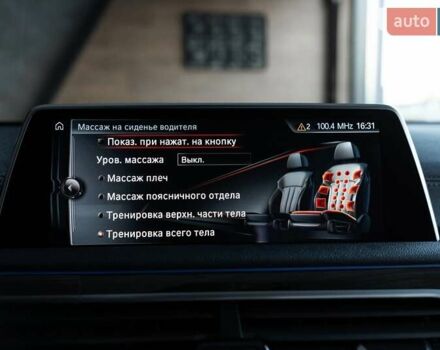 auto
Массаж на сиденье водителя
2 100.4 MHz 16:31
Показ. при нажат. на кнопку
Уров. массажа Выкл.
Массаж плеч
Массаж поясничного отдела
Тренировка верхн. части тела
Тренировка всего тела